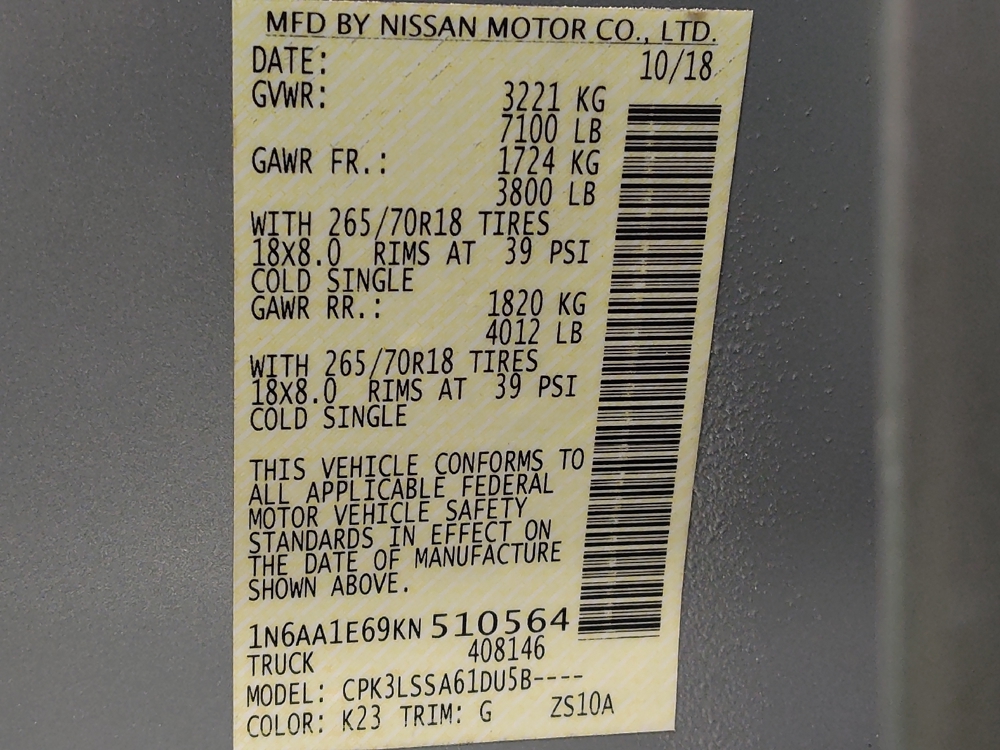 MFD BY NISSAN MOTOR CO., LTD.
DATE: 10/18
GVWR: 3221 KG
7100 LB
GAWR FR.: 1724 KG
3800 LB
WITH 265/70R18 TIRES
18X8.0 RIMS AT 39 PSI
COLD SINGLE
GAWR RR.: 1820 KG
4012 LB
WITH 265/70R18 TIRES
18X8.0 RIMS AT 39 PSI
COLD SINGLE
THIS VEHICLE CONFORMS TO
ALL APPLICABLE FEDERAL
MOTOR VEHICLE SAFETY
STANDARDS IN EFFECT ON
THE DATE OF MANUFACTURE
SHOWN ABOVE.
1N6AA1E69KN510564
TRUCK 408146
MODEL: CPK3LSSA61DU5B----
COLOR: K23 TRIM: G ZS10A